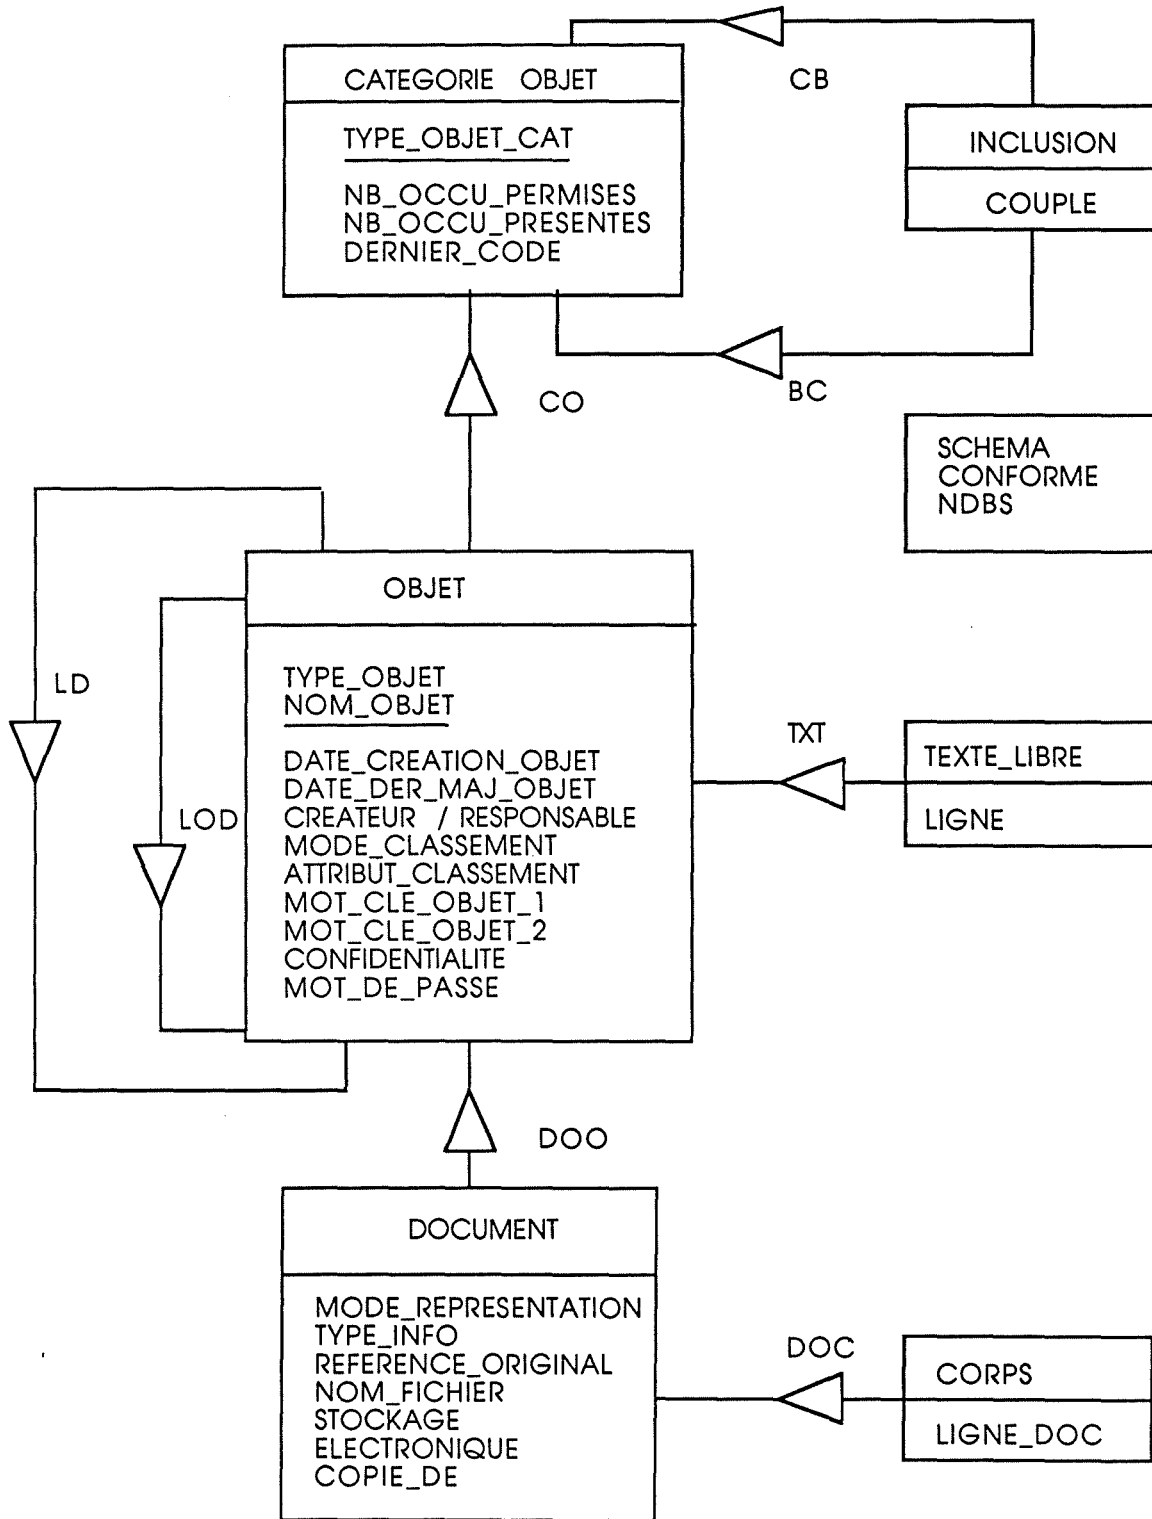 CATEGORIE OBJET
TYPE_OBJET_CAT
NB_OCCU_PERMISES
NB_OCCU_PRESENTES
DERNIER_CODE
CB
INCLUSION
COUPLE
BC
CO
SCHEMA
CONFORME
NDBS
OBJET
TYPE_OBJET
NOM_OBJET
DATE_CREATION_OBJET
DATE_DER_MAJ_OBJET
CREATEUR / RESPONSABLE
MODE_CLASSEMENT
ATTRIBUT_CLASSEMENT
MOT_CLE_OBJET_1
MOT_CLE_OBJET_2
CONFIDENTIALITE
MOT_DE_PASSE
LD
LOD
TXT
TEXTE_LIBRE
LIGNE
DOO
DOCUMENT
MODE_REPRESENTATION
TYPE_INFO
REFERENCE_ORIGINAL
NOM_FICHIER
STOCKAGE
ELECTRONIQUE
COPIE_DE
DOC
CORPS
LIGNE_DOC